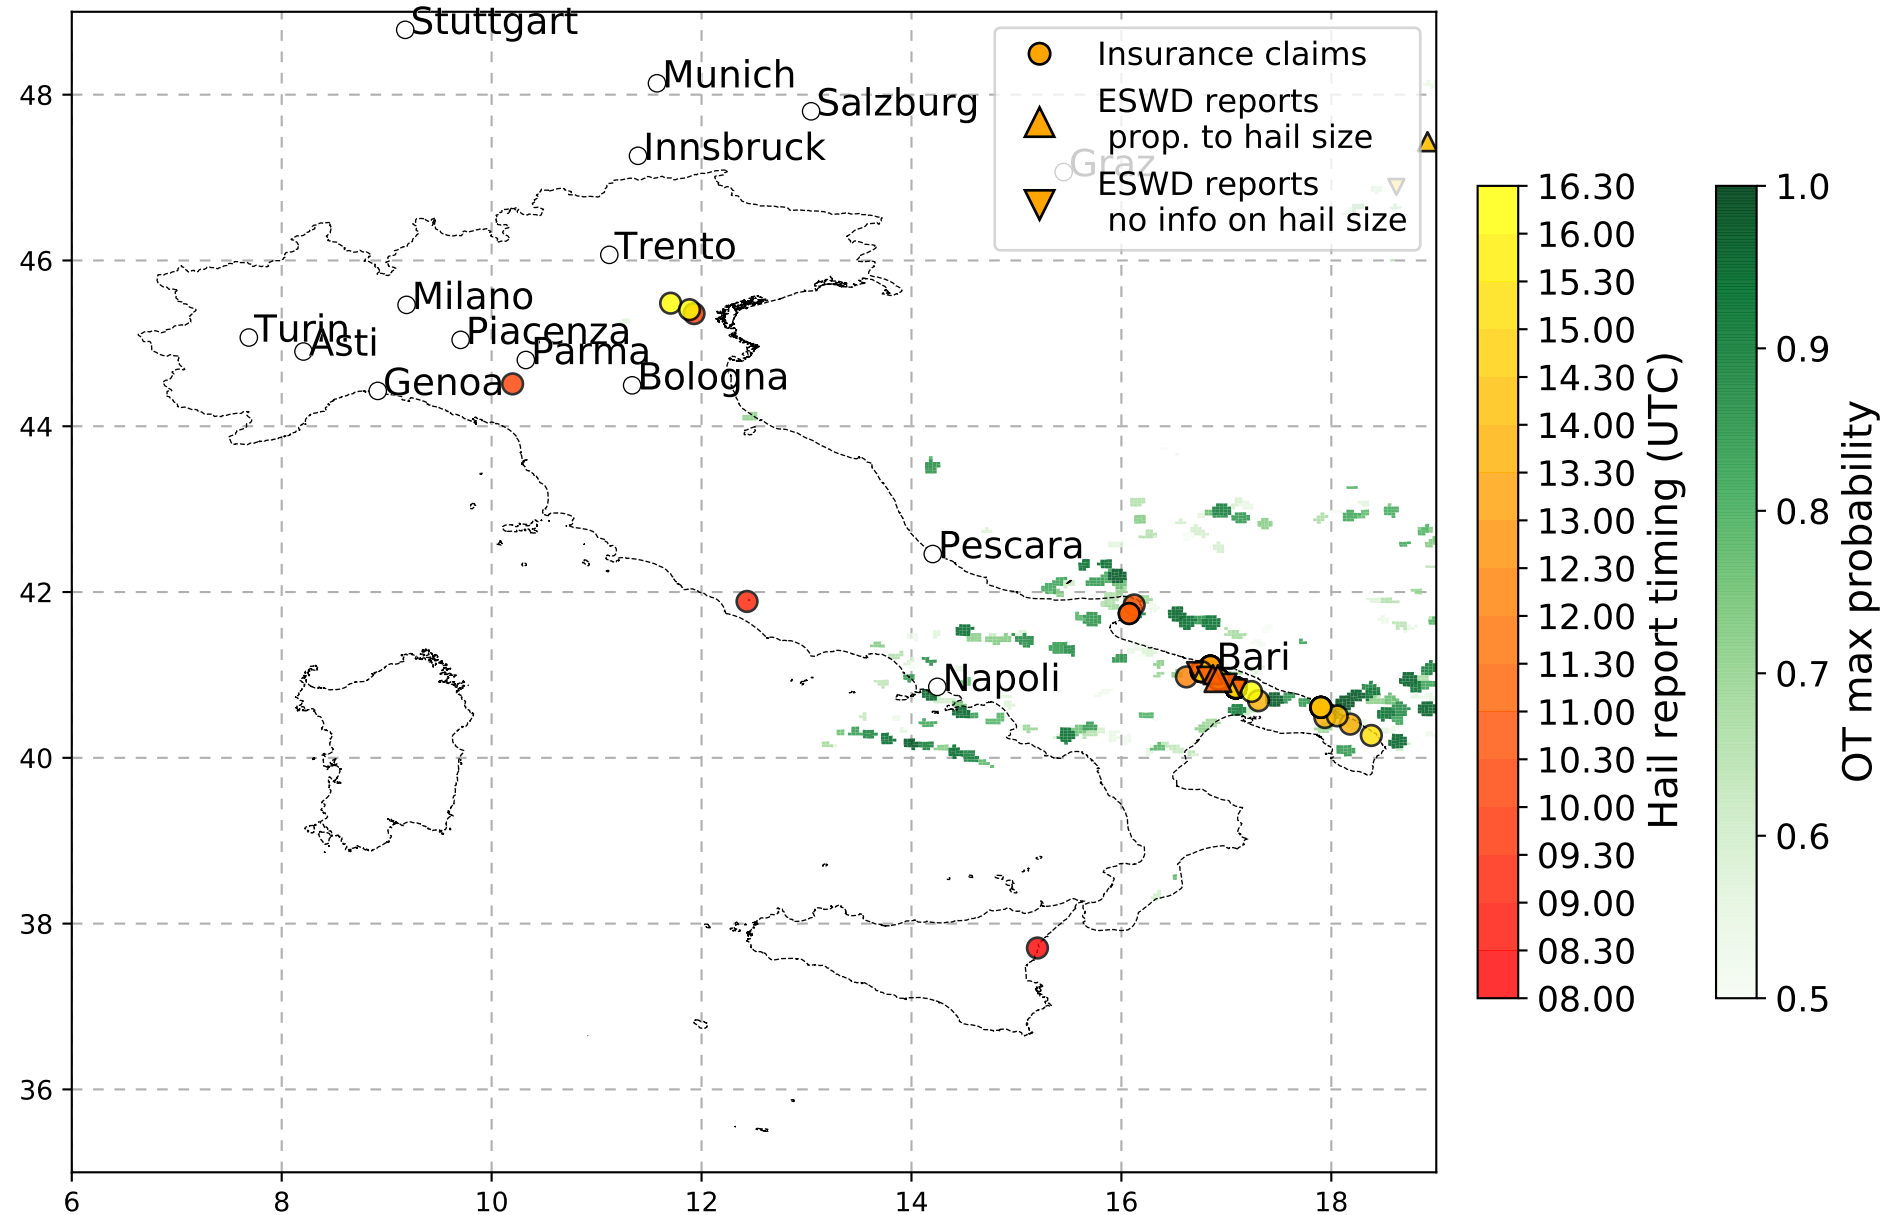 Stuttgart
Munich
Salzburg
Innsbruck
Graz
Trento
Milano
Turin
Asti
Piacenza
Parma
Genoa
Bologna
Pescara
Napoli
Bari
Insurance claims
ESWD reports
prop. to hail size
ESWD reports
no info on hail size
48
46
44
42
40
38
36
6
8
10
12
14
16
18
16.30
16.00
15.30
15.00
14.30
14.00
13.30
13.00
12.30
12.00
11.30
11.00
10.30
10.00
09.30
09.00
08.30
08.00
Hail report timing (UTC)
1.0
0.9
0.8
0.7
0.6
0.5
OT max probability